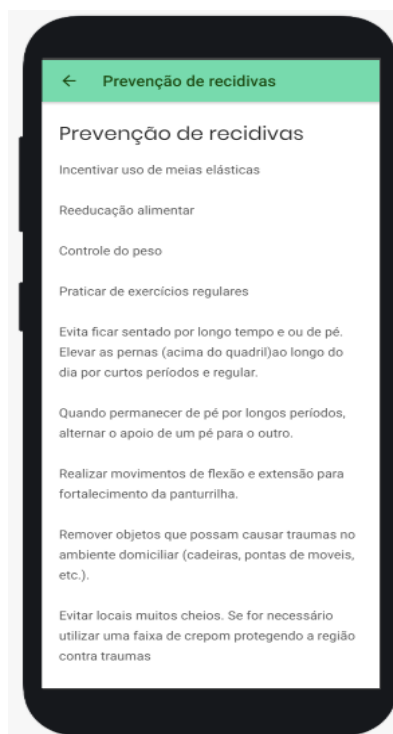 Prevenção de recidivas
Prevenção de recidivas
Incentivar uso de meias elásticas
Reeducação alimentar
Controle do peso
Praticar de exercícios regulares
Evita ficar sentado por longo tempo e ou de pé.
Elevar as pernas (acima do quadril)ao longo do
dia por curtos períodos e regular.
Quando permanecer de pé por longos períodos,
alternar o apoio de um pé para o outro.
Realizar movimentos de flexão e extensão para
fortalecimento da panturrilha.
Remover objetos que possam causar traumas no
ambiente domiciliar (cadeiras, pontas de moveis,
etc.).
Evitar locais muitos cheios. Se for necessário
utilizar uma faixa de crepom protegendo a região
contra traumas